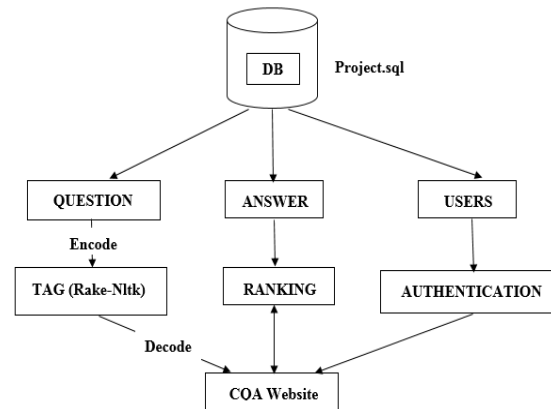 DB
Project.sql
QUESTION
ANSWER
USERS
Encode
TAG (Rake-Nltk)
RANKING
AUTHENTICATION
Decode
CQA Website